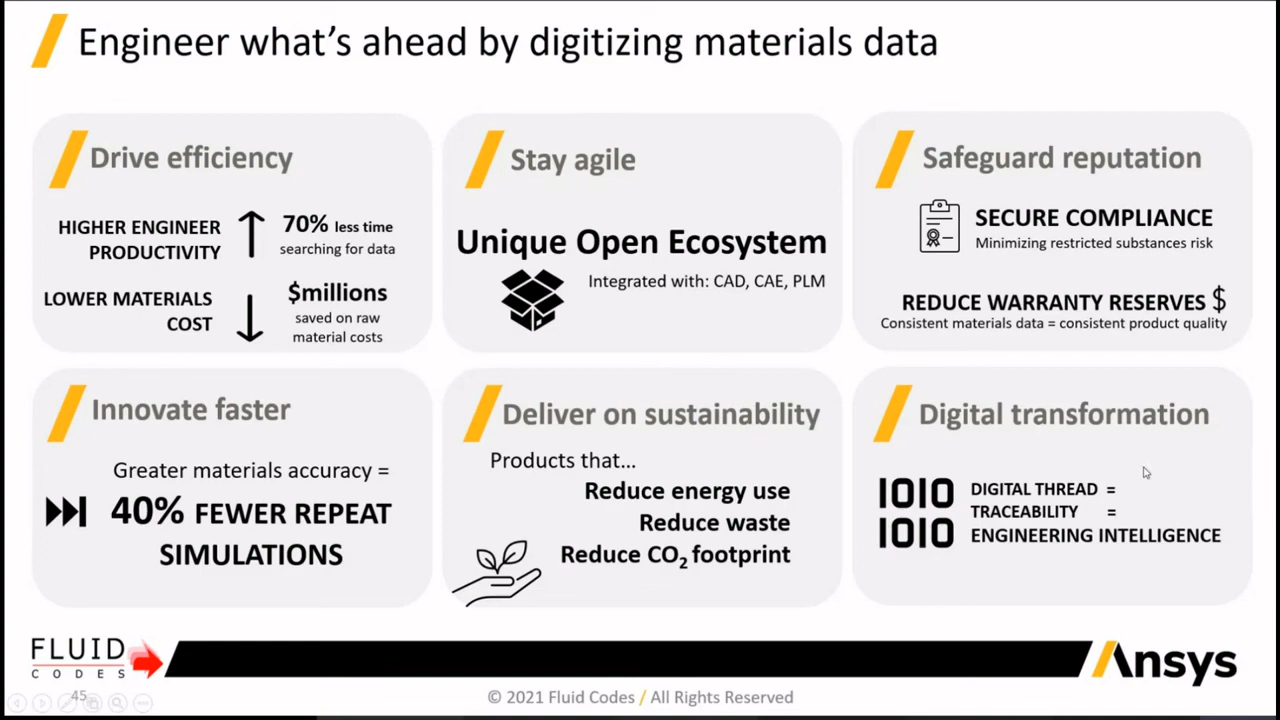 Engineer what’s ahead by digitizing materials data
Drive efficiency
HIGHER ENGINEER
PRODUCTIVITY
70% less time
searching for data
LOWER MATERIALS
COST
$millions
saved on raw
material costs
Stay agile
Unique Open Ecosystem
Integrated with: CAD, CAE, PLM
Safeguard reputation
SECURE COMPLIANCE
Minimizing restricted substances risk
REDUCE WARRANTY RESERVES $
Consistent materials data = consistent product quality
Innovate faster
Greater materials accuracy =
40% FEWER REPEAT
SIMULATIONS
Deliver on sustainability
Products that...
Reduce energy use
Reduce waste
Reduce CO₂ footprint
Digital transformation
1010
1010
DIGITAL THREAD =
TRACEABILITY =
ENGINEERING INTELLIGENCE
FLUID
CODES
Ansys
45
© 2021 Fluid Codes / All Rights Reserved